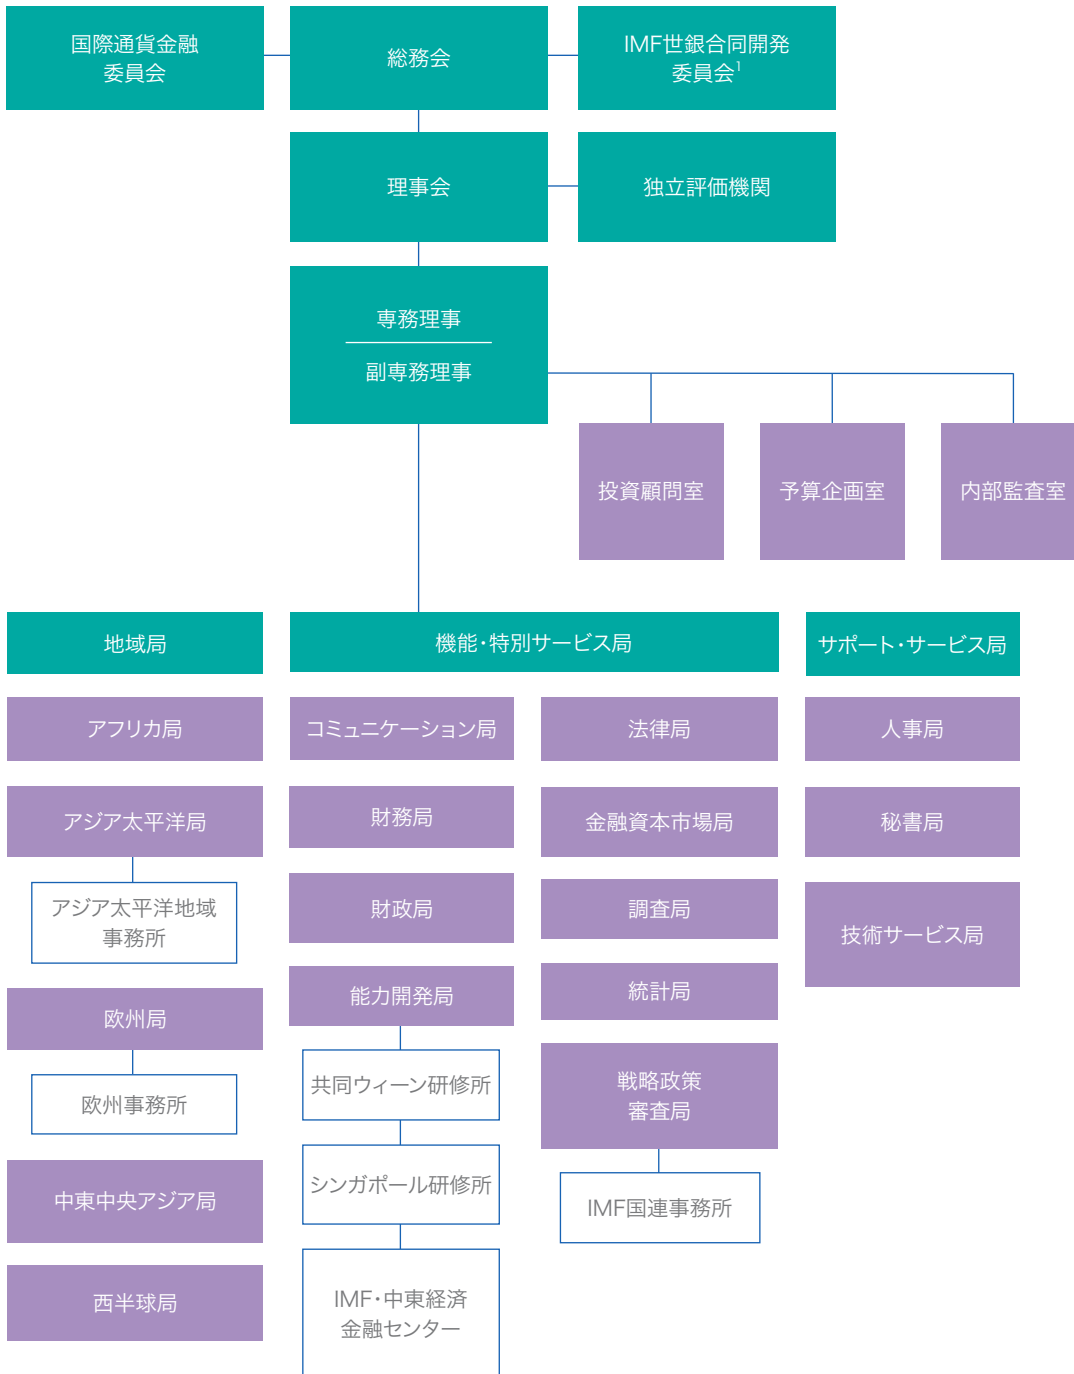 国際通貨金融
委員会
総務会
IMF世銀合同開発
委員会1
理事会
独立評価機関
専務理事
副専務理事
投資顧問室
予算企画室
内部監査室
地域局
機能・特別サービス局
サポート・サービス局
アフリカ局
アジア太平洋局
アジア太平洋地域
事務所
欧州局
欧州事務所
中東中央アジア局
西半球局
コミュニケーション局
財務局
財政局
能力開発局
共同ウィーン研修所
シンガポール研修所
IMF・中東経済
金融センター
法律局
金融資本市場局
調査局
統計局
戦略政策
審査局
IMF国連事務所
人事局
秘書局
技術サービス局